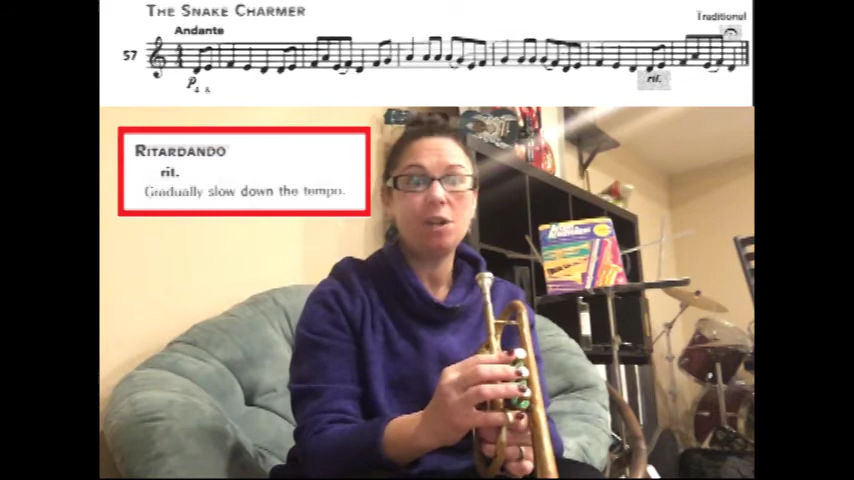 THE SNAKE CHARMER
Traditional
Andante
57
p
rit.
RITARDANDO
rit.
Gradually slow down the tempo.